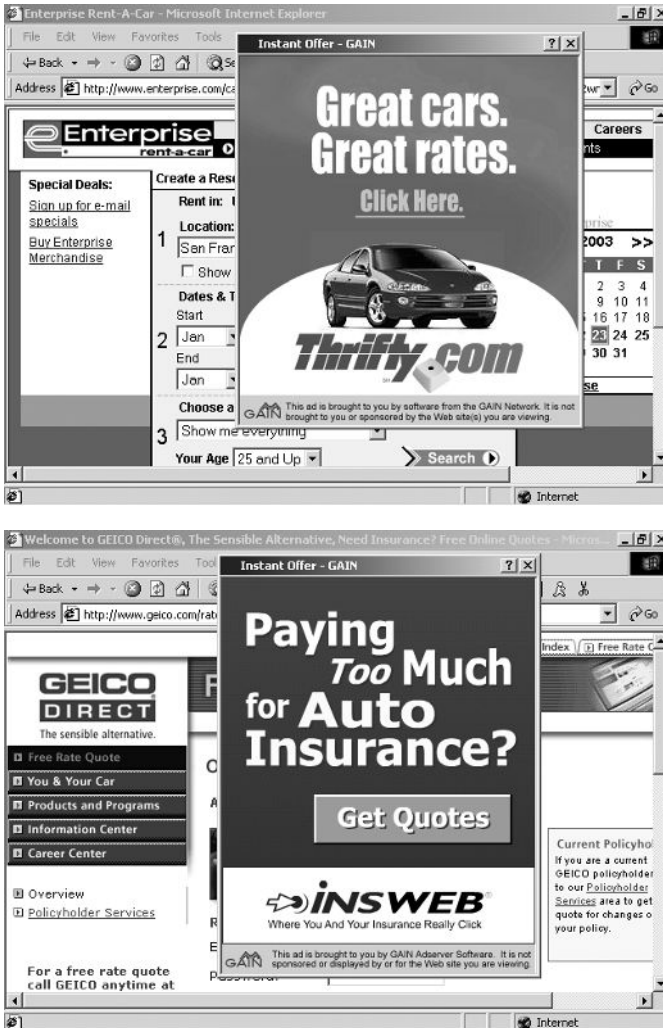 Enterprise Rent-A-Car - Microsoft Internet Explorer
File Edit View Favorites Tools
Instant Offer - GAIN
Back
Address http://www.enterprise.com/ca
Go
Great cars.
Great rates.
Click Here.
Enterprise
rent-a-car
Careers
Special Deals:
Sign up for e-mail
specials
Buy Enterprise
Merchandise
Create a Rese
Rent in:
1 Location:
San Fran
Show
Dates & T
Start
2 Jan
End
Jan
Choose a
3 Show me everything
Your Age 25 and Up
Search
2003 >>
T F S
2 3 4
9 10 11
16 17 18
23 24 25
30 31
Thrifty.com
GAIN This ad is brought to you by software from the GAIN Network. It is not
brought to you or sponsored by the Web site(s) you are viewing.
Internet
Welcome to GEICO Direct®, The Sensible Alternative, Need Insurance? Free Online Quotes - Micros...
File Edit View Favorites Tool
Instant Offer - GAIN
Back
Address http://www.geico.com/rat
Go
Index Free Rate Q
Paying
Too Much
for Auto
Insurance?
Get Quotes
GEICO
DIRECT
The sensible alternative.
Free Rate Quote
You & Your Car
Products and Programs
Information Center
Career Center
Overview
Policyholder Services
For a free rate quote
call GEICO anytime at
Current Policyho
If you are a current
GEICO policyholder
to our Policyholder
Services area to get
quote for changes o
your policy.
INSWEB
Where You And Your Insurance Really Click
GAIN This ad is brought to you by GAIN Adserver Software. It is not
sponsored or displayed by or for the Web site you are viewing.
Internet